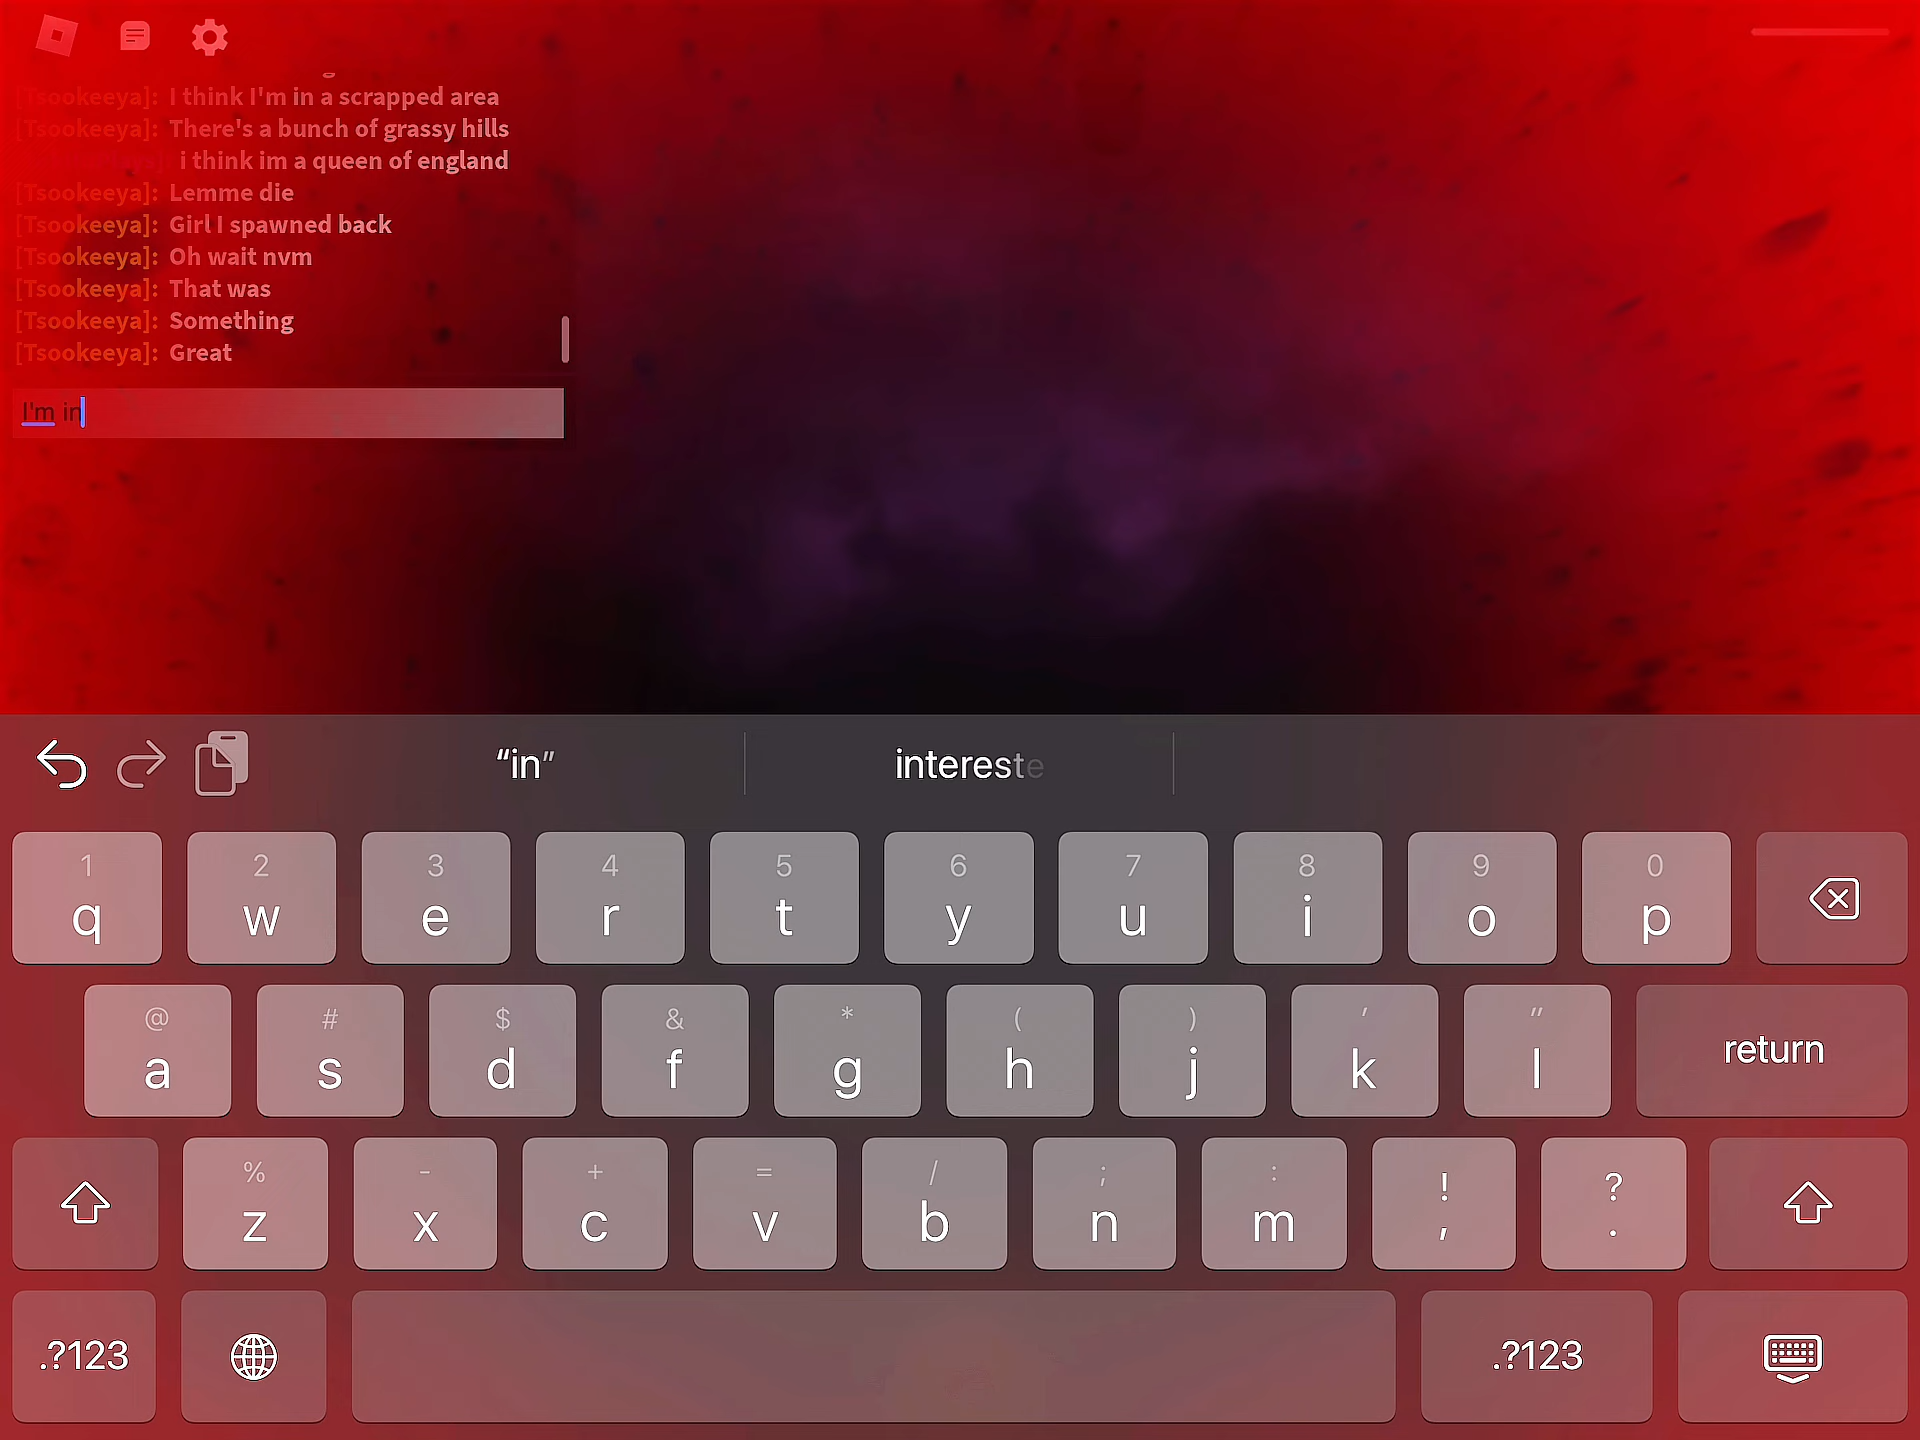 [Tsookeeya]: I think I'm in a scrapped area
[Tsookeeya]: There's a bunch of grassy hills
i think im a queen of england
[Tsookeeya]: Lemme die
[Tsookeeya]: Girl I spawned back
[Tsookeeya]: Oh wait nvm
[Tsookeeya]: That was
[Tsookeeya]: Something
[Tsookeeya]: Great
I'm in
“in” intereste
1 2 3 4 5 6 7 8 9 0
q w e r t y u i o p
@ # $ & * ( ) ' "
a s d f g h j k l return
% - + = / ; : ! ?
z x c v b n m , .
.?123 .?123